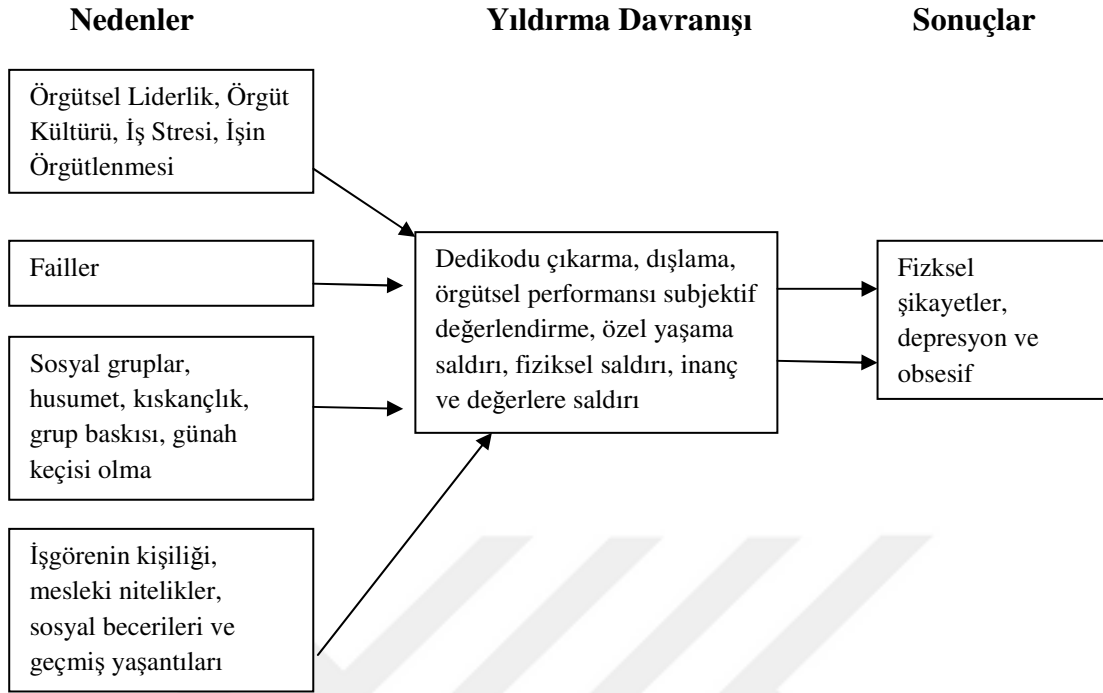 Nedenler
Yıldırma Davranışı
Sonuçlar
Örgütsel Liderlik, Örgüt
Kültürü, İş Stresi, İşin
Örgütlenmesi
Failler
Sosyal gruplar,
husumet, kıskançlık,
grup baskısı, günah
keçisi olma
İşgörenin kişiliği,
mesleki nitelikler,
sosyal becerileri ve
geçmiş yaşantıları
Dedikodu çıkarma, dışlama,
örgütsel performansı subjektif
değerlendirme, özel yaşama
saldırı, fiziksel saldırı, inanç
ve değerlere saldırı
Fizksel
şikayetler,
depresyon ve
obsesif